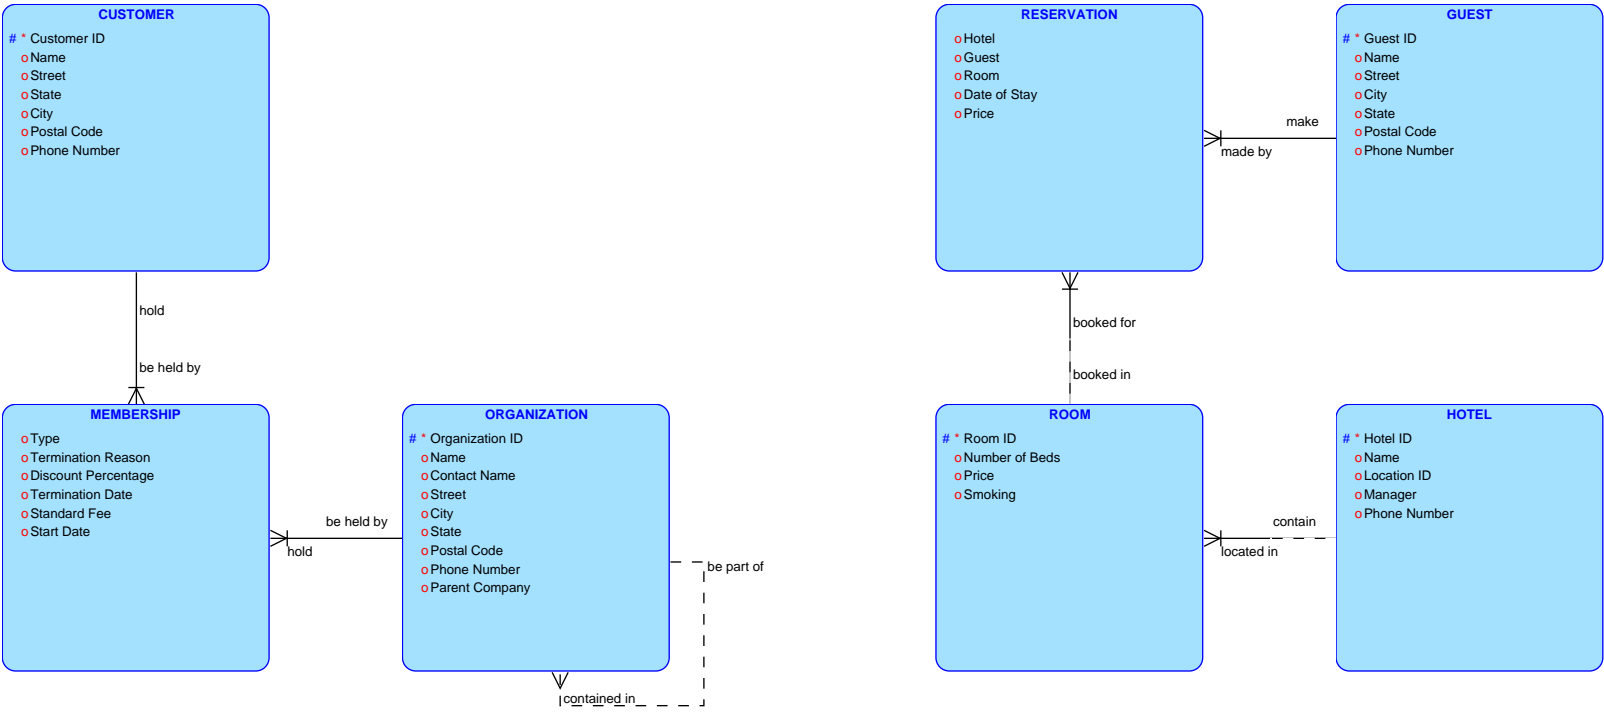 CUSTOMER
# * Customer ID
o Name
o Street
o State
o City
o Postal Code
o Phone Number
hold
be held by
MEMBERSHIP
o Type
o Termination Reason
o Discount Percentage
o Termination Date
o Standard Fee
o Start Date
be held by
hold
ORGANIZATION
# * Organization ID
o Name
o Contact Name
o Street
o City
o State
o Postal Code
o Phone Number
o Parent Company
be part of
contained in
RESERVATION
o Hotel
o Guest
o Room
o Date of Stay
o Price
make
made by
GUEST
# * Guest ID
o Name
o Street
o City
o State
o Postal Code
o Phone Number
booked for
booked in
ROOM
# * Room ID
o Number of Beds
o Price
o Smoking
contain
located in
HOTEL
# * Hotel ID
o Name
o Location ID
o Manager
o Phone Number